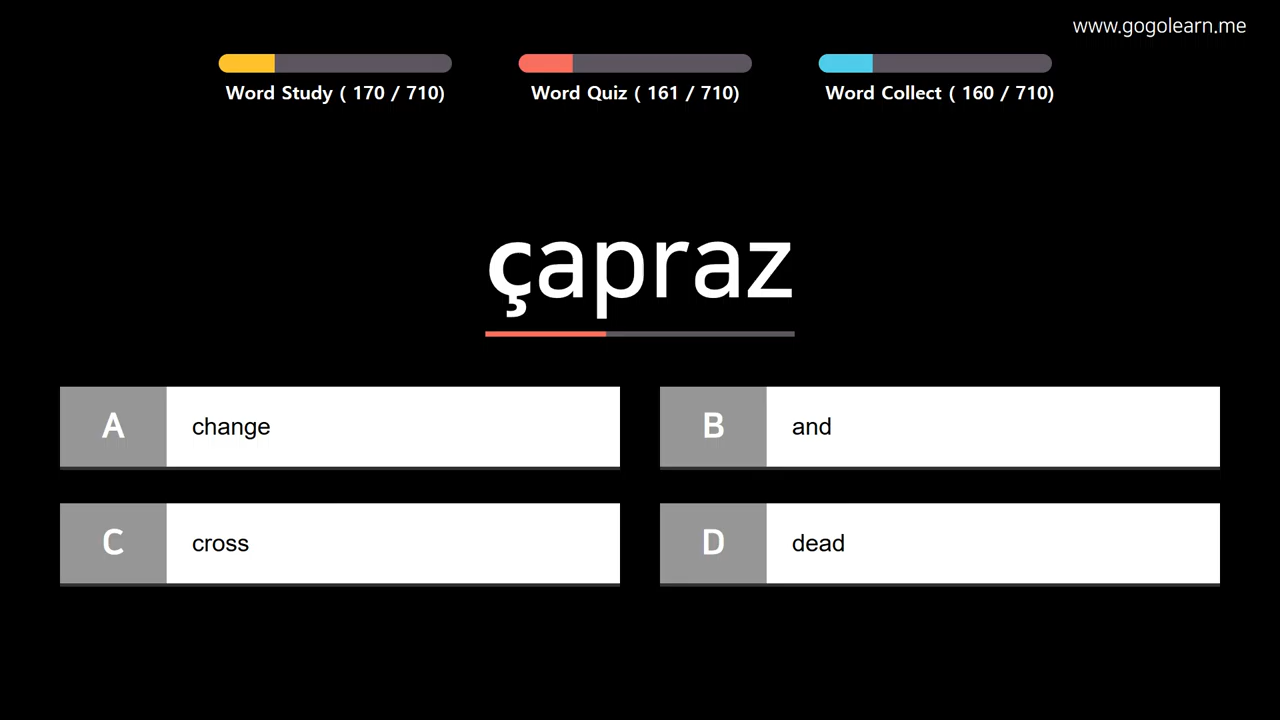 www.gogolearn.me
Word Study ( 170 / 710)
Word Quiz ( 161 / 710)
Word Collect ( 160 / 710)
çapraz
A change
B and
C cross
D dead